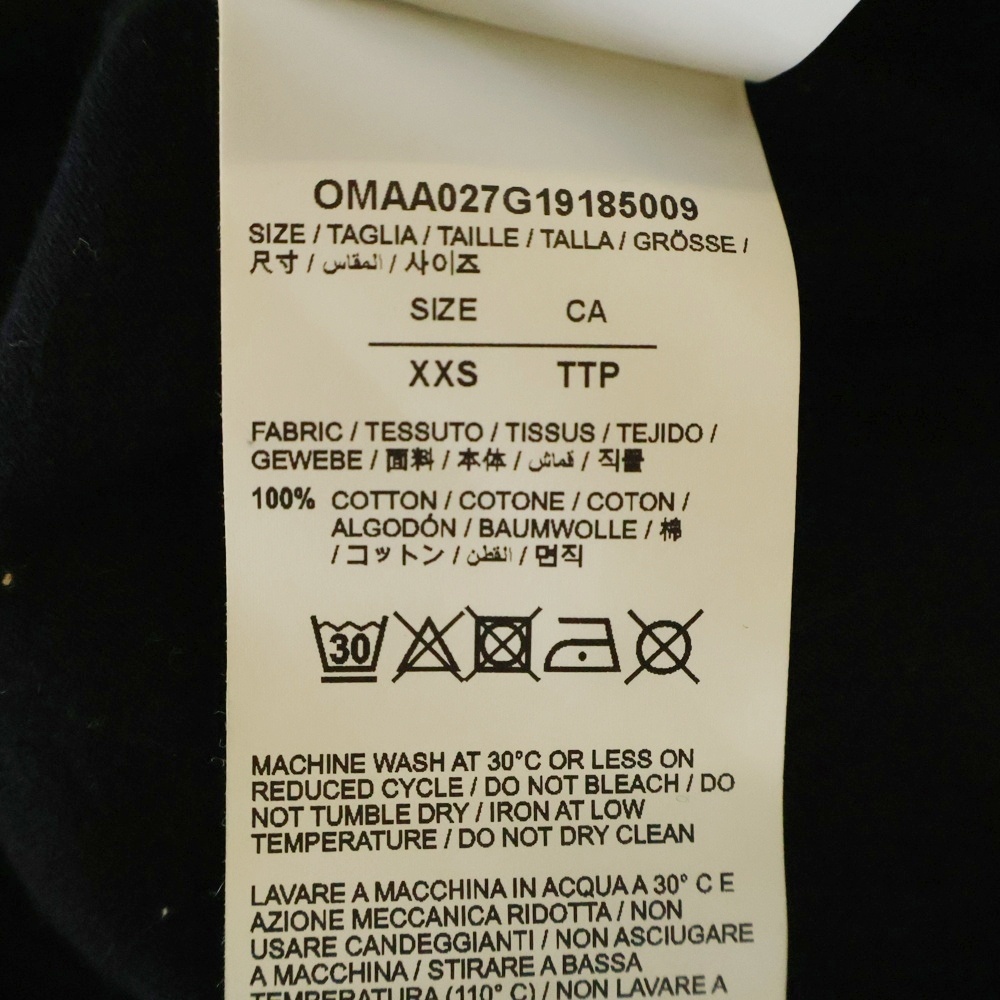 OMAA027G19185009
SIZE / TAGLIA / TAILLE / TALLA / GRÖSSE /
尺寸 / المقاس / 사이즈
SIZE CA
XXS TTP
FABRIC / TESSUTO / TISSUS / TEJIDO /
GEWEBE / 面料 / 本体 / قماش / 직물
100% COTTON / COTONE / COTON /
ALGODÓN / BAUMWOLLE / 棉
/ コットン / القطن / 면직
30
MACHINE WASH AT 30°C OR LESS ON
REDUCED CYCLE / DO NOT BLEACH / DO
NOT TUMBLE DRY / IRON AT LOW
TEMPERATURE / DO NOT DRY CLEAN
LAVARE A MACCHINA IN ACQUA A 30° C E
AZIONE MECCANICA RIDOTTA / NON
USARE CANDEGGIANTI / NON ASCIUGARE
A MACCHINA / STIRARE A BASSA
TEMPERATURA (110° C) / NON LAVARE A